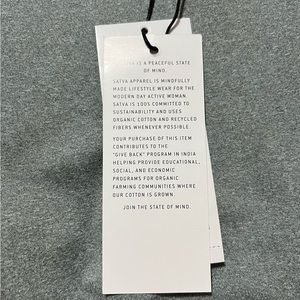 IS A PEACEFUL STATE
OF MIND.
SATVA APPAREL IS MINDFULLY
MADE LIFESTYLE WEAR FOR THE
MODERN DAY ACTIVE WOMAN.
SATVA IS 100% COMMITTED TO
SUSTAINABILITY AND USES
ORGANIC COTTON AND RECYCLED
FIBERS WHENEVER POSSIBLE.
YOUR PURCHASE OF THIS ITEM
CONTRIBUTES TO THE
"GIVE BACK" PROGRAM IN INDIA
HELPING PROVIDE EDUCATIONAL,
SOCIAL, AND ECONOMIC
PROGRAMS FOR ORGANIC
FARMING COMMUNITIES WHERE
OUR COTTON IS GROWN.
JOIN THE STATE OF MIND.